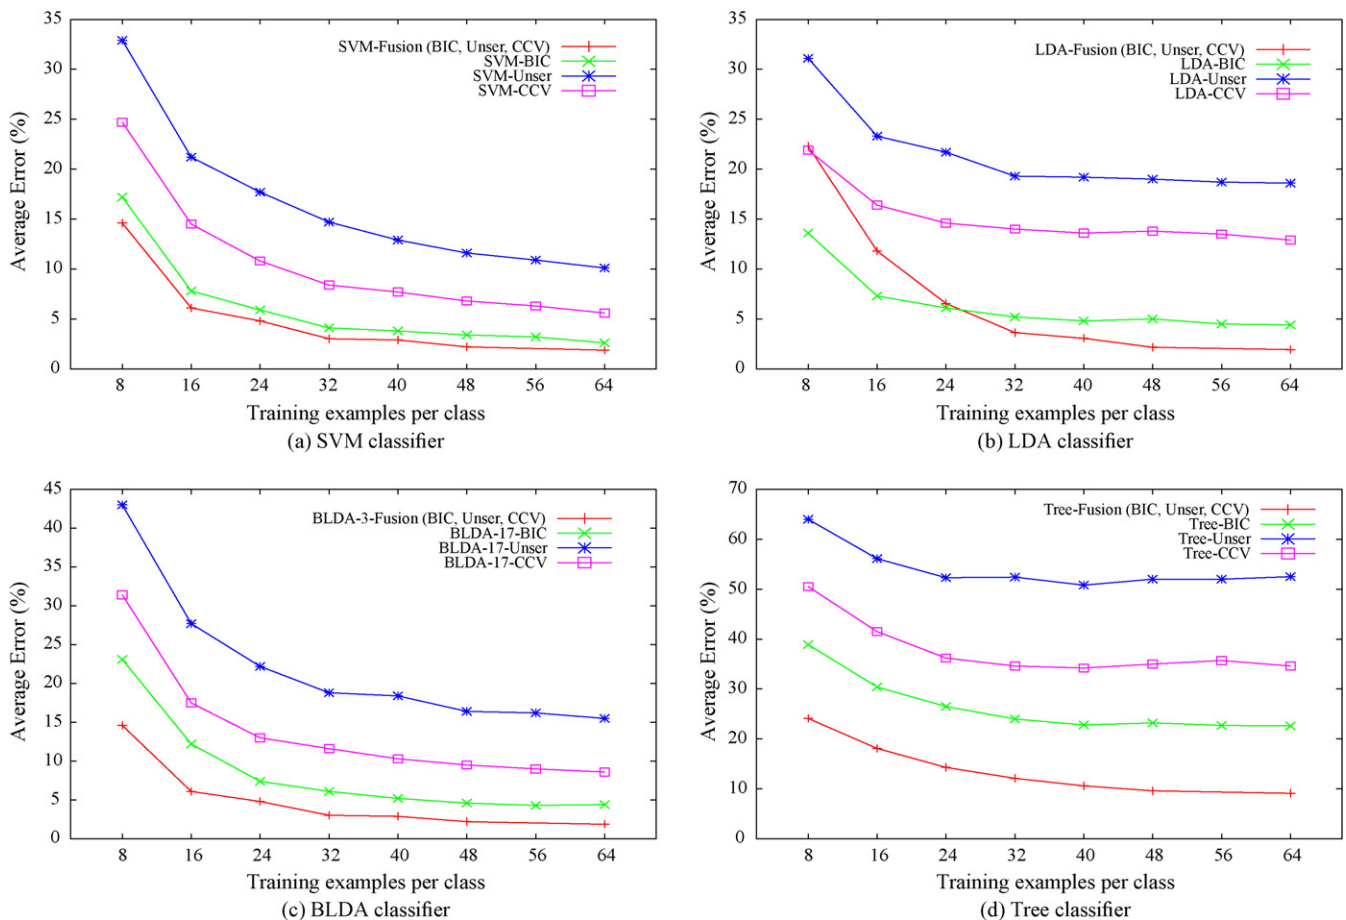 35
30
25
20
15
10
5
0
Average Error (%)
SVM-Fusion (BIC, Unser, CCV)
SVM-BIC
SVM-Unser
SVM-CCV
8 16 24 32 40 48 56 64
Training examples per class
(a) SVM classifier
35
30
25
20
15
10
5
0
Average Error (%)
LDA-Fusion (BIC, Unser, CCV)
LDA-BIC
LDA-Unser
LDA-CCV
8 16 24 32 40 48 56 64
Training examples per class
(b) LDA classifier
45
40
35
30
25
20
15
10
5
0
Average Error (%)
BLDA-3-Fusion (BIC, Unser, CCV)
BLDA-17-BIC
BLDA-17-Unser
BLDA-17-CCV
8 16 24 32 40 48 56 64
Training examples per class
(c) BLDA classifier
70
60
50
40
30
20
10
0
Average Error (%)
Tree-Fusion (BIC, Unser, CCV)
Tree-BIC
Tree-Unser
Tree-CCV
8 16 24 32 40 48 56 64
Training examples per class
(d) Tree classifier